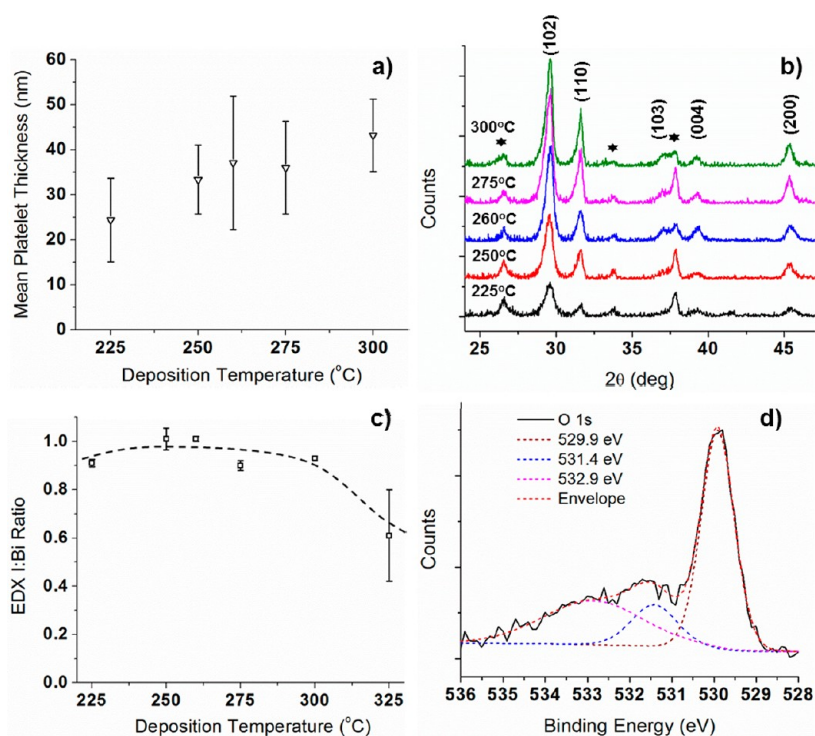 a)
Mean Platelet Thickness (nm)
60
50
40
30
20
10
0
225
250
275
300
Deposition Temperature (°C)
b)
Counts
(102)
(110)
(103)
(004)
(200)
300°C
275°C
260°C
250°C
225°C
25
30
35
40
45
2θ (deg)
c)
EDX I:Bi Ratio
1.0
0.8
0.6
0.4
0.2
0.0
225
250
275
300
325
Deposition Temperature (°C)
d)
Counts
O 1s
529.9 eV
531.4 eV
532.9 eV
Envelope
536
535
534
533
532
531
530
529
528
Binding Energy (eV)